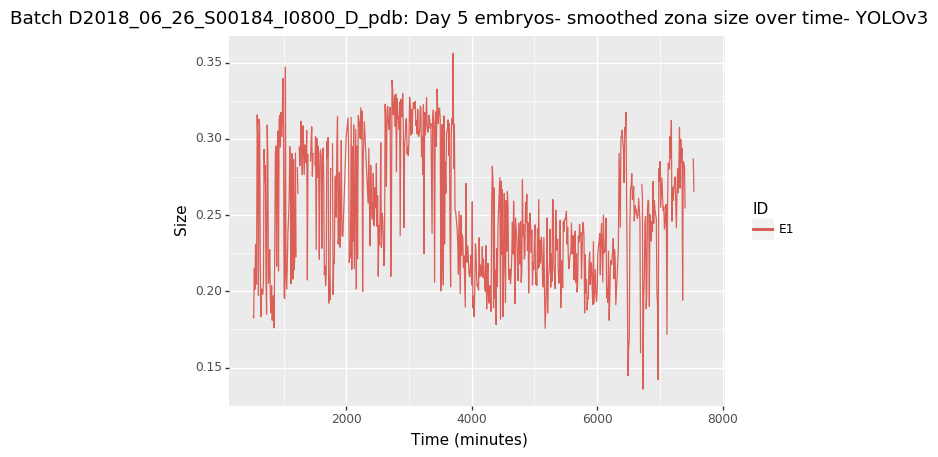 Batch D2018_06_26_S00184_I0800_D_pdb: Day 5 embryos- smoothed zona size over time- YOLOv3
0.35
0.30
0.25
0.20
0.15
Size
2000
4000
6000
8000
Time (minutes)
ID
E1